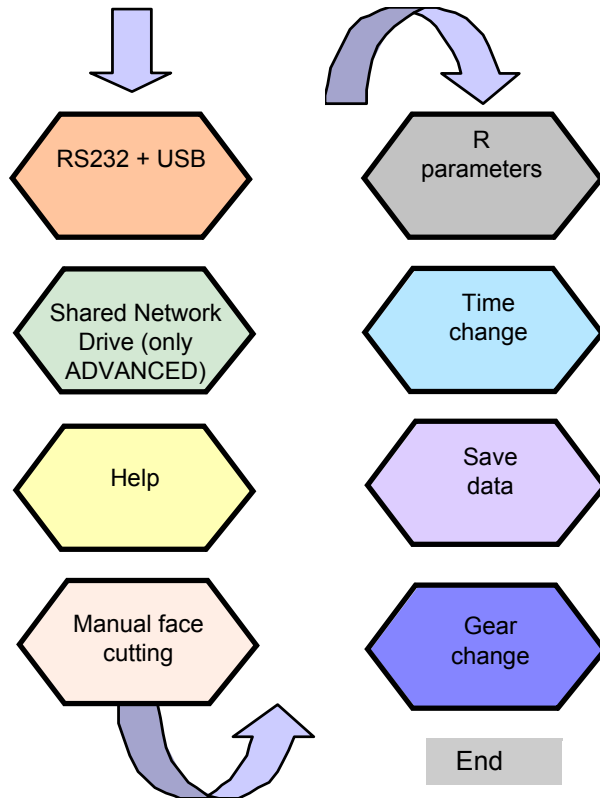 RS232 + USB
Shared Network
Drive (only
ADVANCED)
Help
Manual face
cutting
R
parameters
Time
change
Save
data
Gear
change
End